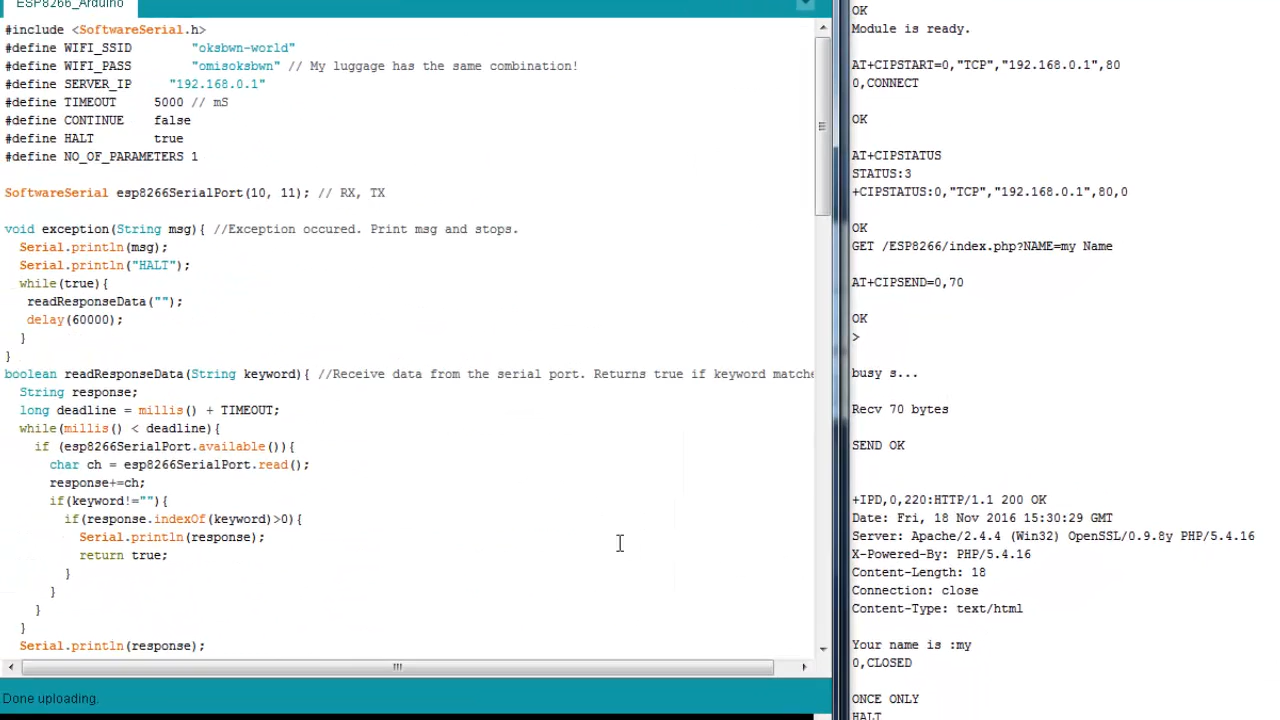 ESP8266_Arduino
#include <SoftwareSerial.h>
#define WIFI_SSID "oksbwn-world"
#define WIFI_PASS "omisoksbwn" // My luggage has the same combination!
#define SERVER_IP "192.168.0.1"
#define TIMEOUT 5000 // mS
#define CONTINUE false
#define HALT true
#define NO_OF_PARAMETERS 1
SoftwareSerial esp8266SerialPort(10, 11); // RX, TX
void exception(String msg){ //Exception occured. Print msg and stops.
Serial.println(msg);
Serial.println("HALT");
while(true){
readResponseData("");
delay(60000);
}
}
boolean readResponseData(String keyword){ //Receive data from the serial port. Returns true if keyword matche
String response;
long deadline = millis() + TIMEOUT;
while(millis() < deadline){
if (esp8266SerialPort.available()){
char ch = esp8266SerialPort.read();
response+=ch;
if(keyword!=""){
if(response.indexOf(keyword)>0){
Serial.println(response);
return true;
}
}
}
}
Serial.println(response);
Done uploading.
OK
Module is ready.
AT+CIPSTART=0,"TCP","192.168.0.1",80
0,CONNECT
OK
AT+CIPSTATUS
STATUS:3
+CIPSTATUS:0,"TCP","192.168.0.1",80,0
OK
GET /ESP8266/index.php?NAME=my Name
AT+CIPSEND=0,70
OK
>
busy s...
Recv 70 bytes
SEND OK
+IPD,0,220:HTTP/1.1 200 OK
Date: Fri, 18 Nov 2016 15:30:29 GMT
Server: Apache/2.4.4 (Win32) OpenSSL/0.9.8y PHP/5.4.16
X-Powered-By: PHP/5.4.16
Content-Length: 18
Connection: close
Content-Type: text/html
Your name is :my
0,CLOSED
ONCE ONLY
HALT